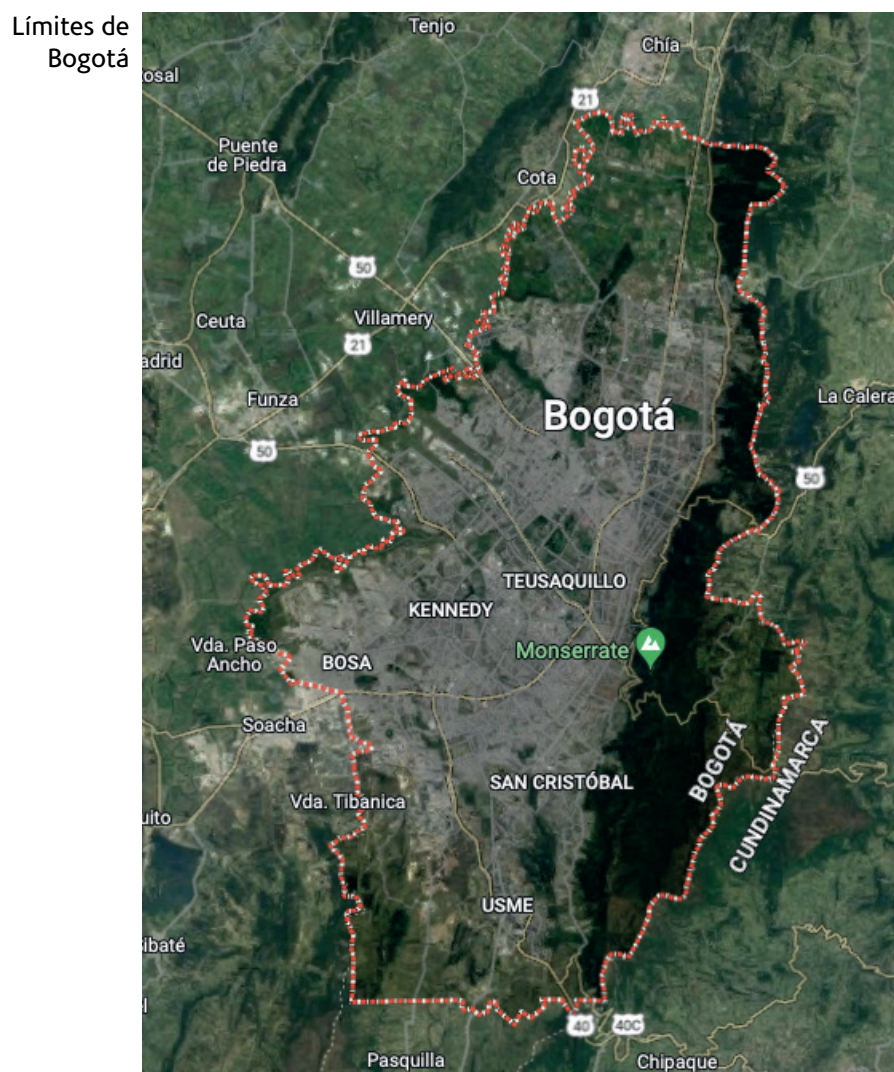 Límites de
Bogotá
Tenjo
Chía
21
Puente
de Piedra
Cota
50
Ceuta
Villamery
21
Funza
La Calera
Bogotá
50
50
TEUSAQUILLO
KENNEDY
Vda. Paso
Ancho
BOSA
Monserrate
Soacha
BOGOTÁ
CUNDINAMARCA
SAN CRISTÓBAL
Vda. Tibanica
uito
USME
ibaté
40
40C
Pasquilla
Chipaque